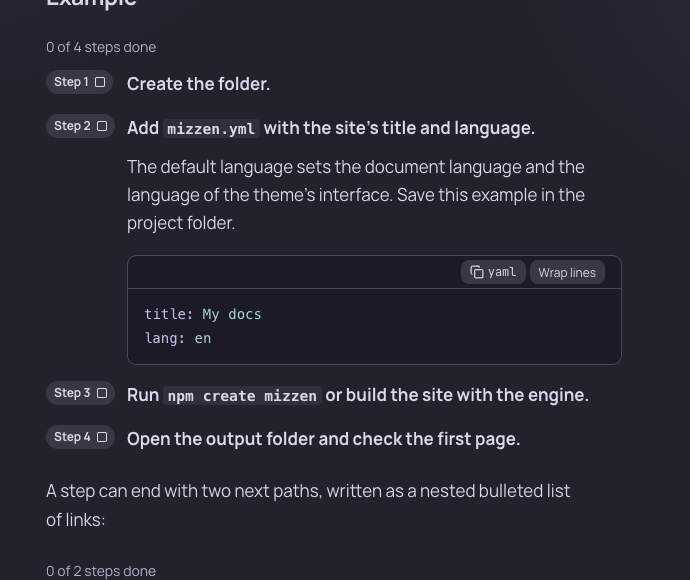 Example
0 of 4 steps done
Step 1
Create the folder.
Step 2
Add mizzen.yml with the site's title and language.
The default language sets the document language and the
language of the theme's interface. Save this example in the
project folder.
yaml
Wrap lines
title: My docs
lang: en
Step 3
Run npm create mizzen or build the site with the engine.
Step 4
Open the output folder and check the first page.
A step can end with two next paths, written as a nested bulleted list
of links:
0 of 2 steps done